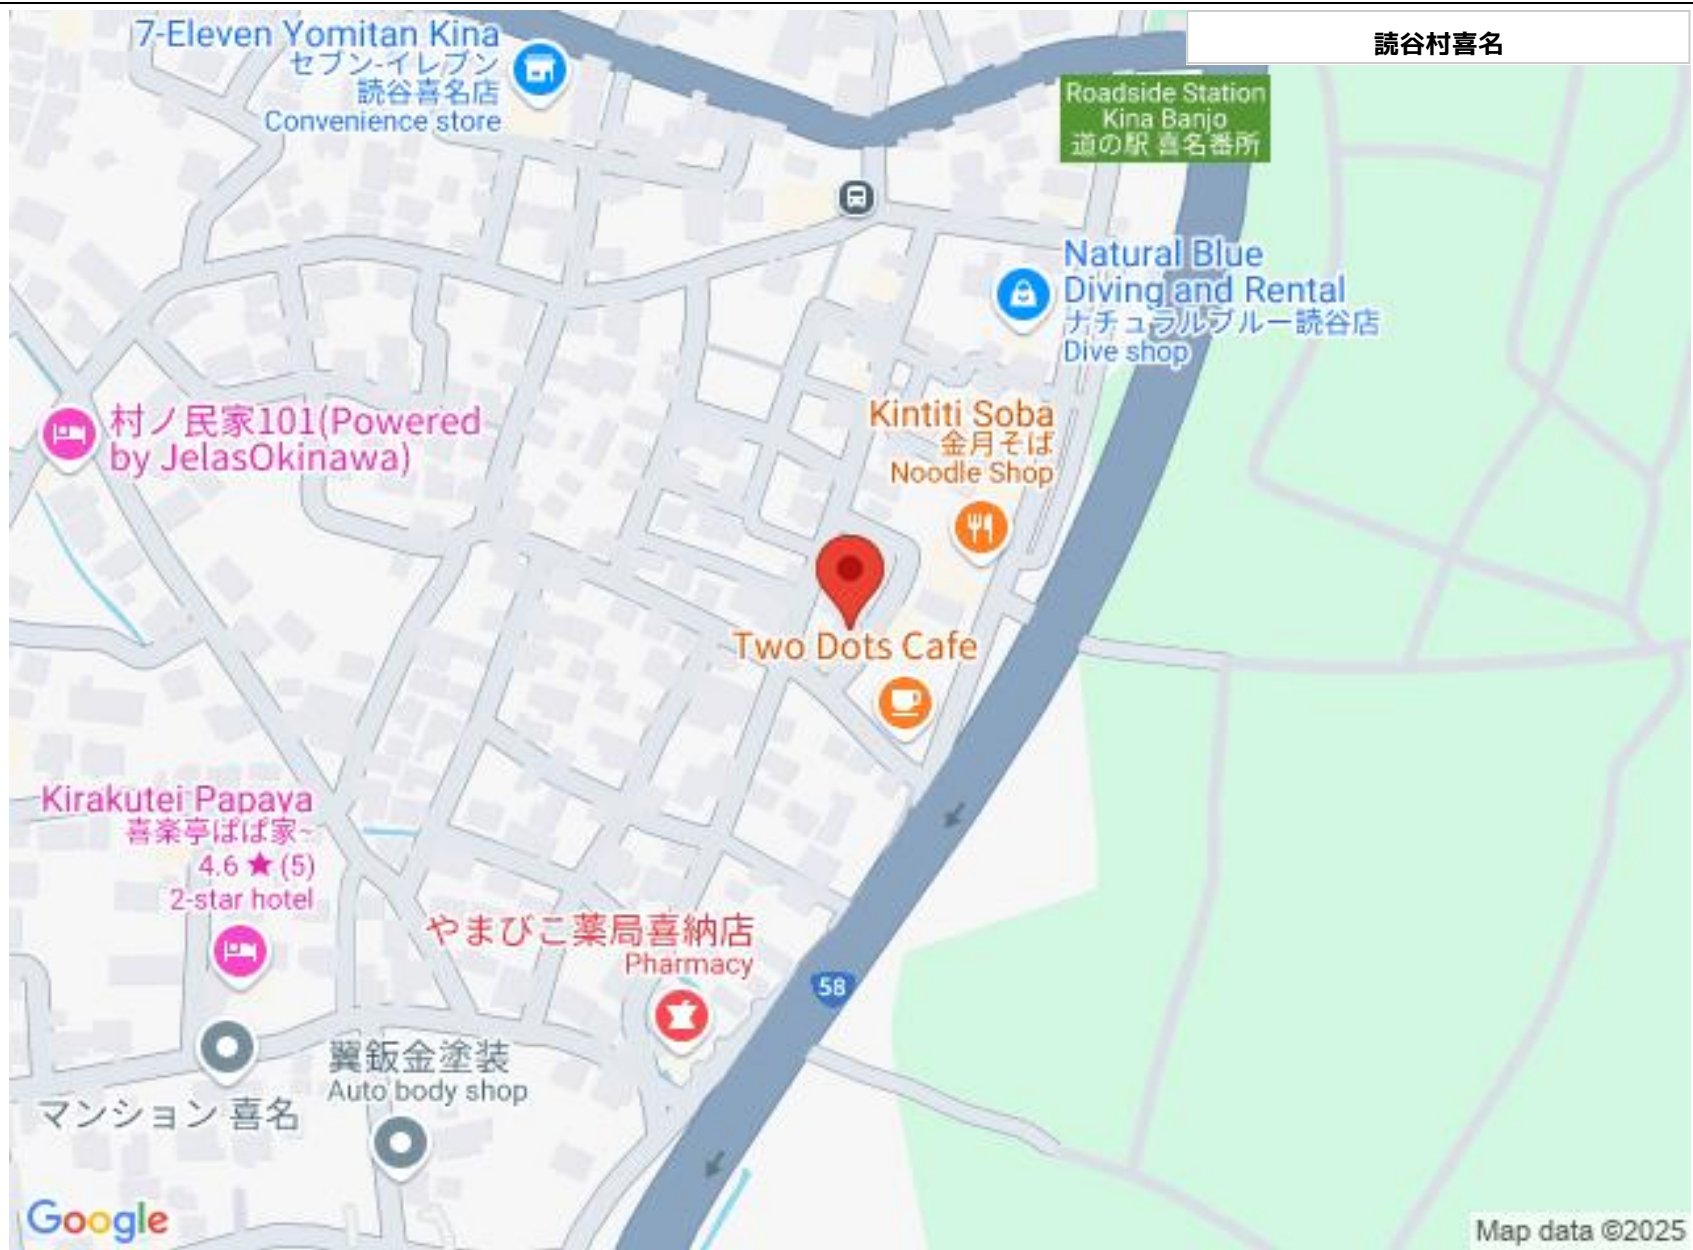 読谷村喜名
7-Eleven Yomitan Kina
セブン-イレブン
読谷喜名店
Convenience store
Roadside Station
Kina Banjo
道の駅 喜名番所
Natural Blue
Diving and Rental
ナチュラルブルー読谷店
Dive shop
Kintiti Soba
金月そば
Noodle Shop
村ノ民家101(Powered
by JelasOkinawa)
Two Dots Cafe
Kirakutei Papaya
喜楽亭ぱぱ家~
4.6 ★ (5)
2-star hotel
やまびこ薬局喜納店
Pharmacy
58
翼鈑金塗装
Auto body shop
マンション 喜名
Google
Map data ©2025